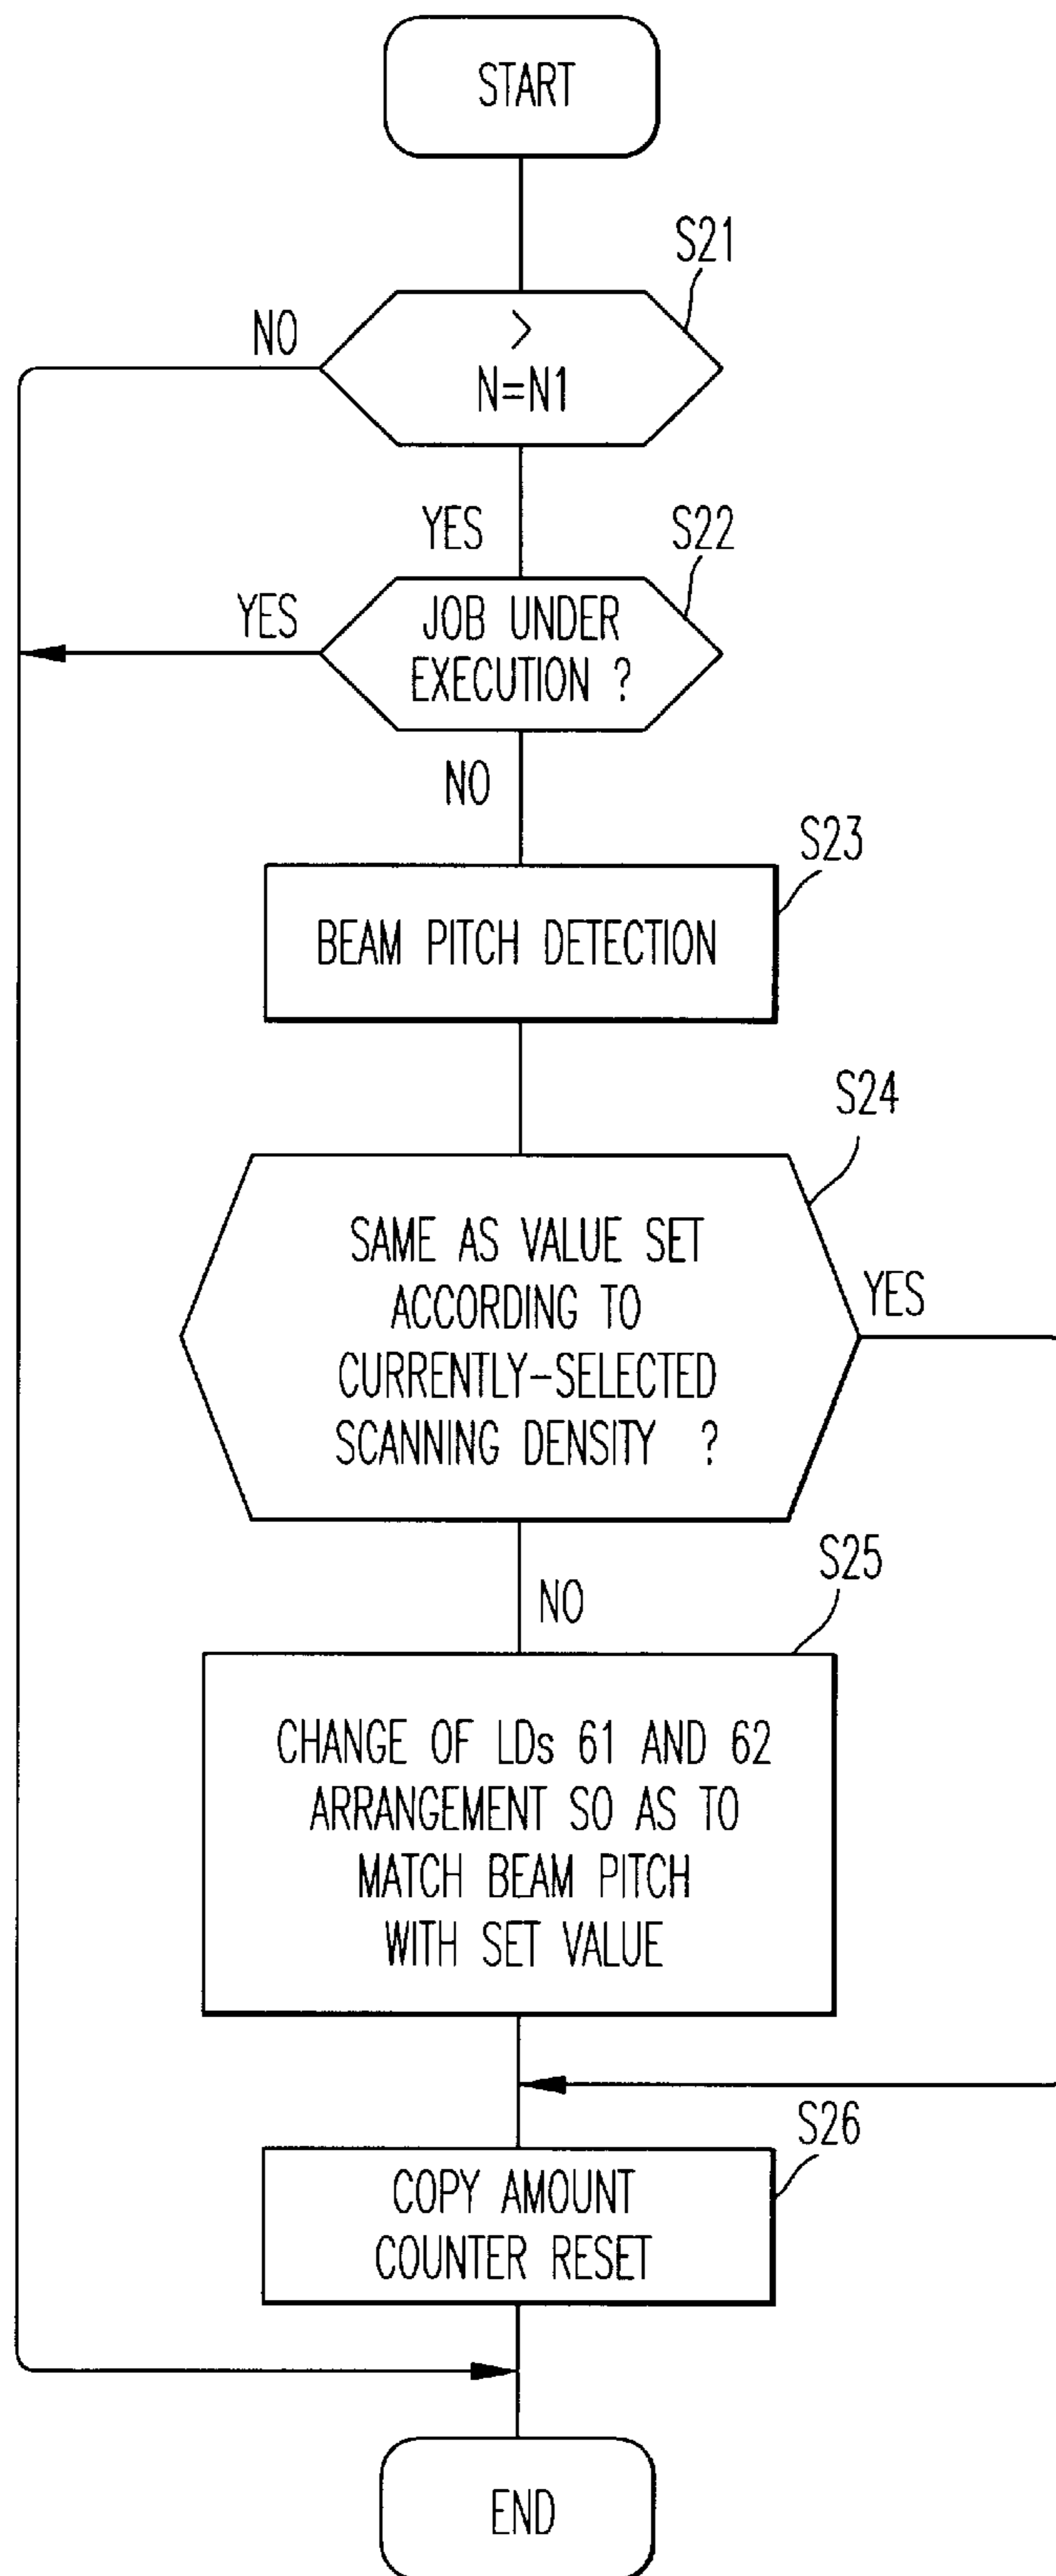 START
S21
NO
>
N=N1
YES
S22
YES
JOB UNDER
EXECUTION ?
NO
S23
BEAM PITCH DETECTION
S24
SAME AS VALUE SET
ACCORDING TO
CURRENTLY-SELECTED
SCANNING DENSITY ?
YES
NO
S25
CHANGE OF LDs 61 AND 62
ARRANGEMENT SO AS TO
MATCH BEAM PITCH
WITH SET VALUE
S26
COPY AMOUNT
COUNTER RESET
END